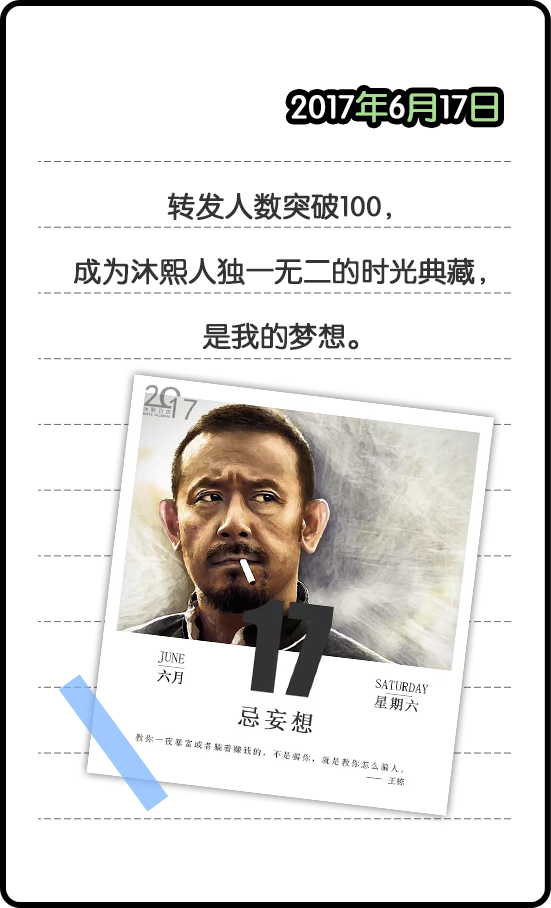 2017年6月17日
转发人数突破100，
成为沐熙人独一无二的时光典藏，
是我的梦想。
2017
沐熙日历
17
JUNE
六月
SATURDAY
星期六
忌妄想
教你一夜暴富或者躺着赚钱的，不是骗你，就是教你怎么骗人。
—— 王栋